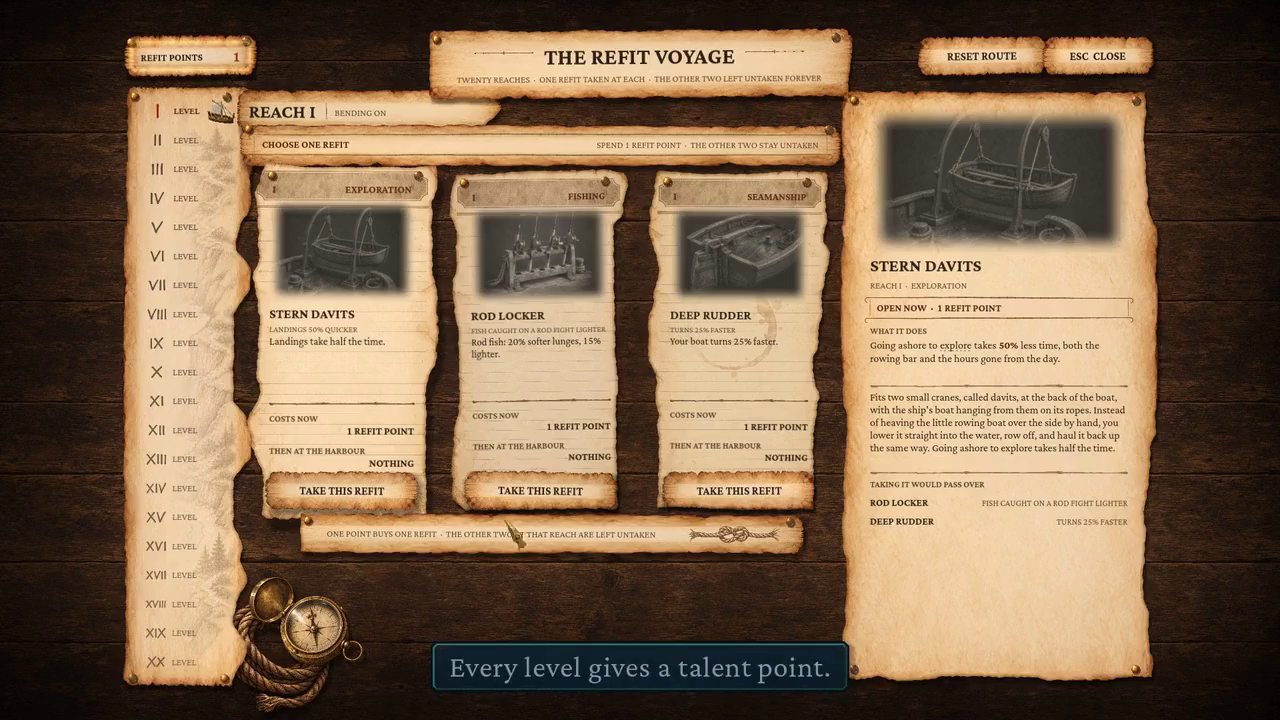 REFIT POINTS 1
THE REFIT VOYAGE
TWENTY REACHES · ONE REFIT TAKEN AT EACH · THE OTHER TWO LEFT UNTAKEN FOREVER
RESET ROUTE
ESC CLOSE
I LEVEL
II LEVEL
III LEVEL
IV LEVEL
V LEVEL
VI LEVEL
VII LEVEL
VIII LEVEL
IX LEVEL
X LEVEL
XI LEVEL
XII LEVEL
XIII LEVEL
XIV LEVEL
XV LEVEL
XVI LEVEL
XVII LEVEL
XVIII LEVEL
XIX LEVEL
XX LEVEL
REACH I BENDING ON
CHOOSE ONE REFIT
SPEND 1 REFIT POINT · THE OTHER TWO STAY UNTAKEN
I EXPLORATION
STERN DAVITS
LANDINGS 50% QUICKER
Landings take half the time.
COSTS NOW
1 REFIT POINT
THEN AT THE HARBOUR
NOTHING
TAKE THIS REFIT
I FISHING
ROD LOCKER
FISH CAUGHT ON A ROD FIGHT LIGHTER
Rod fish: 20% softer lunges, 15%
lighter.
COSTS NOW
1 REFIT POINT
THEN AT THE HARBOUR
NOTHING
TAKE THIS REFIT
I SEAMANSHIP
DEEP RUDDER
TURNS 25% FASTER
Your boat turns 25% faster.
COSTS NOW
1 REFIT POINT
THEN AT THE HARBOUR
NOTHING
TAKE THIS REFIT
ONE POINT BUYS ONE REFIT · THE OTHER TWO THAT REACH ARE LEFT UNTAKEN
STERN DAVITS
REACH I · EXPLORATION
OPEN NOW · 1 REFIT POINT
WHAT IT DOES
Going ashore to explore takes 50% less time, both the
rowing bar and the hours gone from the day.
Fits two small cranes, called davits, at the back of the boat,
with the ship's boat hanging from them on its ropes. Instead
of heaving the little rowing boat over the side by hand, you
lower it straight into the water, row off, and haul it back up
the same way. Going ashore to explore takes half the time.
TAKING IT WOULD PASS OVER
ROD LOCKER FISH CAUGHT ON A ROD FIGHT LIGHTER
DEEP RUDDER TURNS 25% FASTER
Every level gives a talent point.